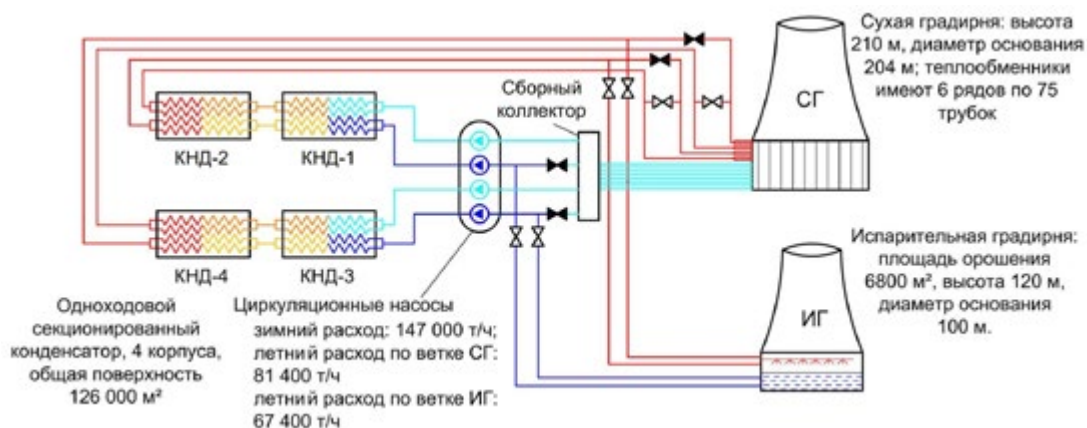 Сухая градирня: высота
210 м, диаметр основания
204 м; теплообменники
имеют 6 рядов по 75
трубок
СГ
Сборный
коллектор
КНД-2
КНД-1
КНД-4
КНД-3
Испарительная градирня:
площадь орошения
6800 м², высота 120 м,
диаметр основания
100 м.
ИГ
Одноходовой
секционированный
конденсатор, 4 корпуса,
общая поверхность
126 000 м²
Циркуляционные насосы
зимний расход: 147 000 т/ч;
летний расход по ветке СГ:
81 400 т/ч
летний расход по ветке ИГ:
67 400 т/ч